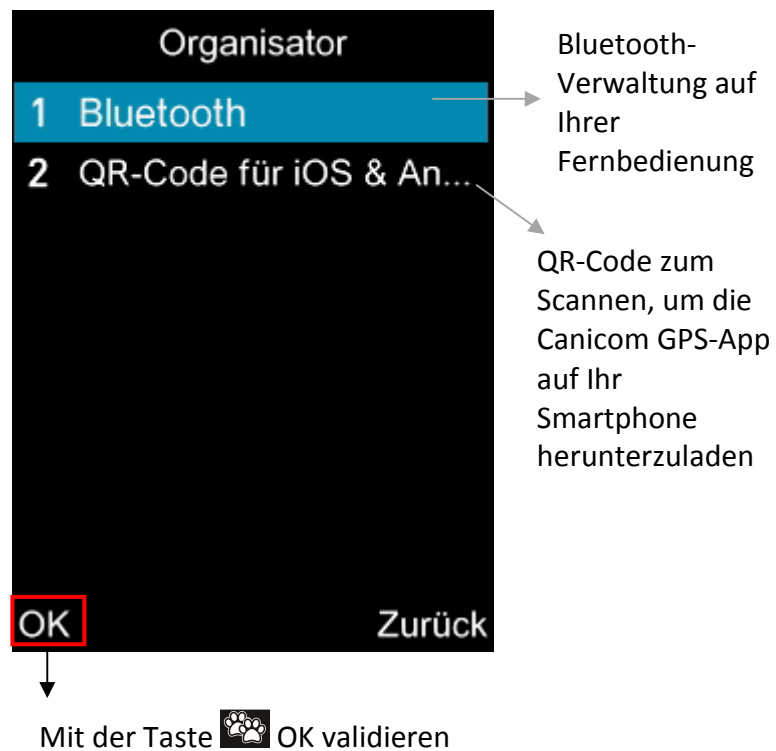 Organisator
1 Bluetooth
2 QR-Code für iOS & An...
OK Zurück
Bluetooth-
Verwaltung auf
Ihrer
Fernbedienung
QR-Code zum
Scannen, um die
Canicom GPS-App
auf Ihr
Smartphone
herunterzuladen
Mit der Taste OK validieren